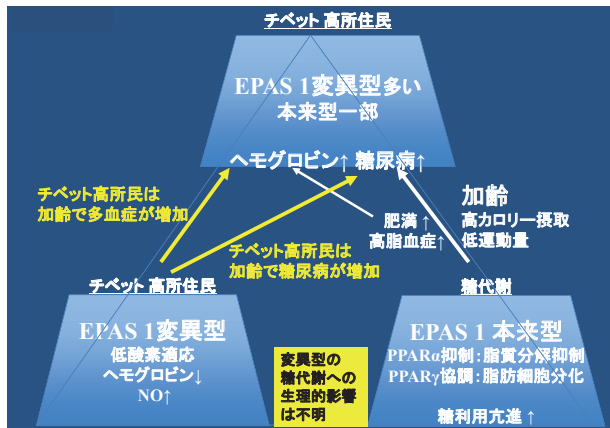 チベット 高所住民
EPAS 1変異型多い
本来型一部
ヘモグロビン↑ 糖尿病↑
チベット高所民は
加齢で多血症が増加
加齢
高カロリー摂取
低運動量
肥満 ↑
高脂血症↑
チベット高所民は
加齢で糖尿病が増加
チベット 高所住民
EPAS 1変異型
低酸素適応
ヘモグロビン↓
NO↑
変異型の
糖代謝への
生理的影響
は不明
糖代謝
EPAS 1 本来型
PPARα抑制：脂質分解抑制
PPARγ協調：脂肪細胞分化
糖利用亢進 ↑